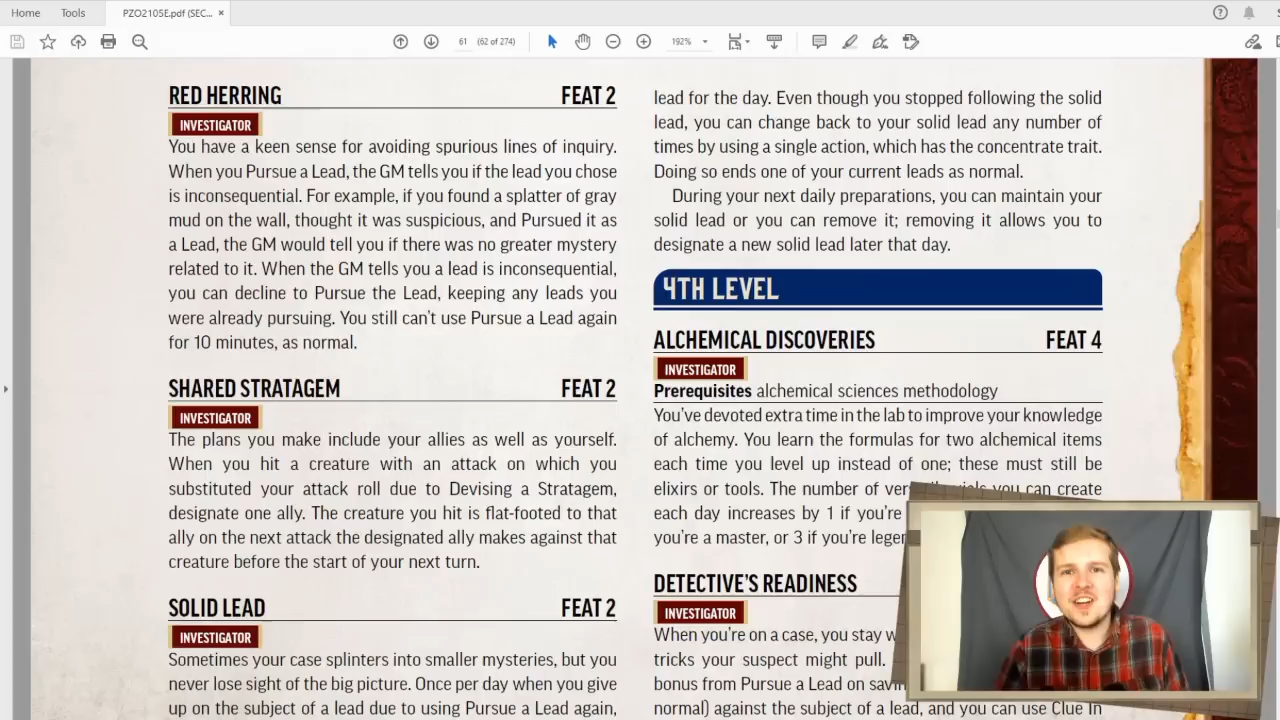 Home
Tools
PZO2105E.pdf (SEC...
61
(62 of 274)
192%
RED HERRING FEAT 2
INVESTIGATOR
You have a keen sense for avoiding spurious lines of inquiry.
When you Pursue a Lead, the GM tells you if the lead you chose
is inconsequential. For example, if you found a splatter of gray
mud on the wall, thought it was suspicious, and Pursued it as
a Lead, the GM would tell you if there was no greater mystery
related to it. When the GM tells you a lead is inconsequential,
you can decline to Pursue the Lead, keeping any leads you
were already pursuing. You still can't use Pursue a Lead again
for 10 minutes, as normal.
SHARED STRATAGEM FEAT 2
INVESTIGATOR
The plans you make include your allies as well as yourself.
When you hit a creature with an attack on which you
substituted your attack roll due to Devising a Stratagem,
designate one ally. The creature you hit is flat-footed to that
ally on the next attack the designated ally makes against that
creature before the start of your next turn.
SOLID LEAD FEAT 2
INVESTIGATOR
Sometimes your case splinters into smaller mysteries, but you
never lose sight of the big picture. Once per day when you give
up on the subject of a lead due to using Pursue a Lead again,
lead for the day. Even though you stopped following the solid
lead, you can change back to your solid lead any number of
times by using a single action, which has the concentrate trait.
Doing so ends one of your current leads as normal.
During your next daily preparations, you can maintain your
solid lead or you can remove it; removing it allows you to
designate a new solid lead later that day.
4TH LEVEL
ALCHEMICAL DISCOVERIES FEAT 4
INVESTIGATOR
Prerequisites alchemical sciences methodology
You've devoted extra time in the lab to improve your knowledge
of alchemy. You learn the formulas for two alchemical items
each time you level up instead of one; these must still be
elixirs or tools. The number of you can create
each day increases by 1 if you're
you're a master, or 3 if you're
DETECTIVE'S READINESS
INVESTIGATOR
When you're on a case, you stay
tricks your suspect might pull.
bonus from Pursue a Lead on
normal) against the subject of a lead, and you can use Clue In